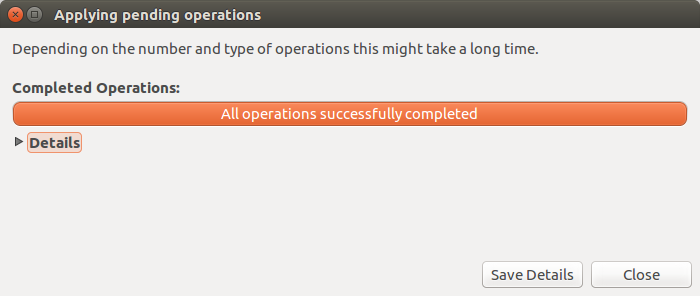 Applying pending operations
Depending on the number and type of operations this might take a long time.
Completed Operations:
All operations successfully completed
Details
Save Details
Close